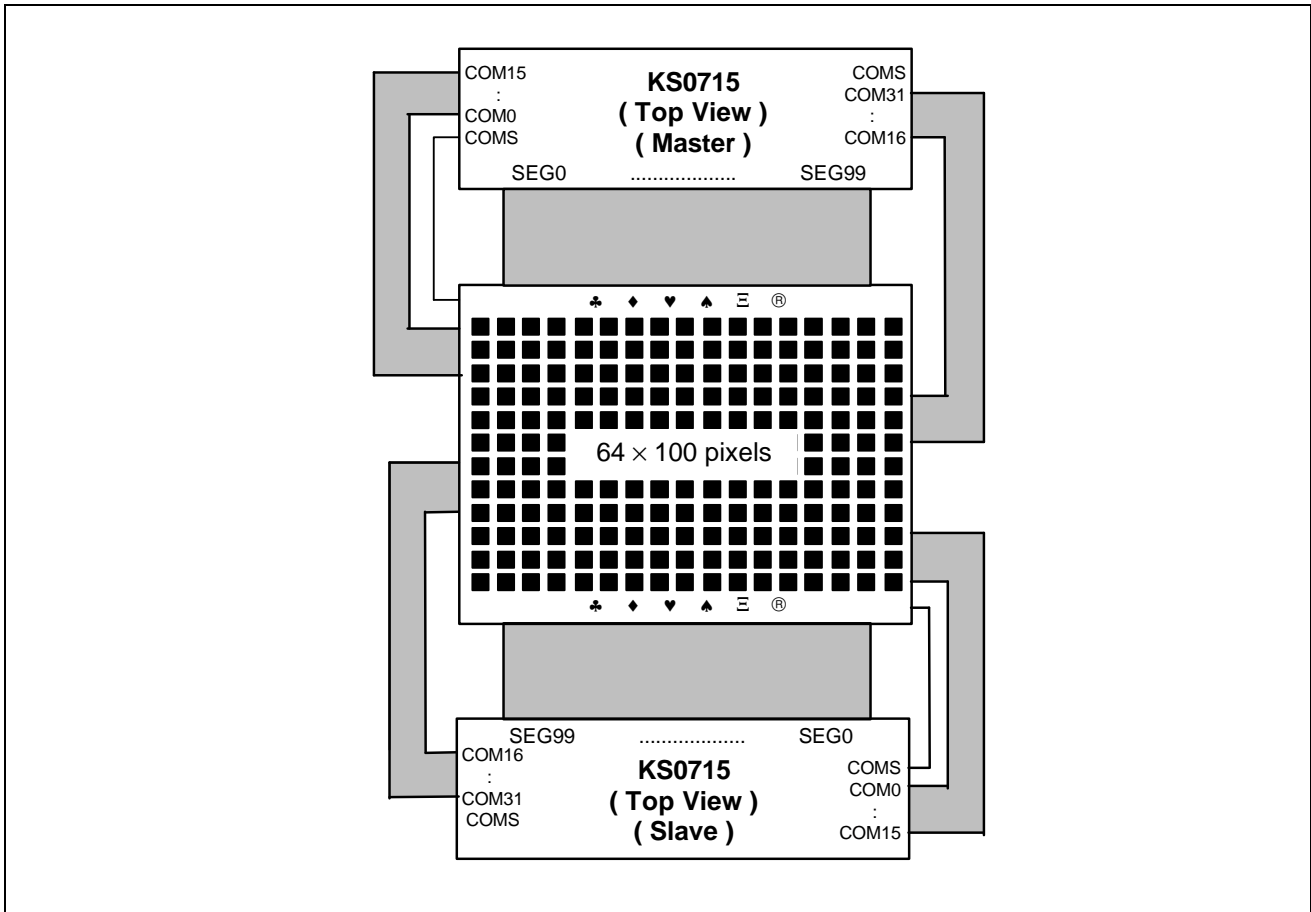 COM15
:
COM0
COMS
KS0715
( Top View )
( Master )
COMS
COM31
:
COM16
SEG0 ................... SEG99
♣ ♦ ♥ ♠ Ξ ®
64 × 100 pixels
♣ ♦ ♥ ♠ Ξ ®
SEG99 ................... SEG0
COM16
:
COM31
COMS
KS0715
( Top View )
( Slave )
COMS
COM0
:
COM15